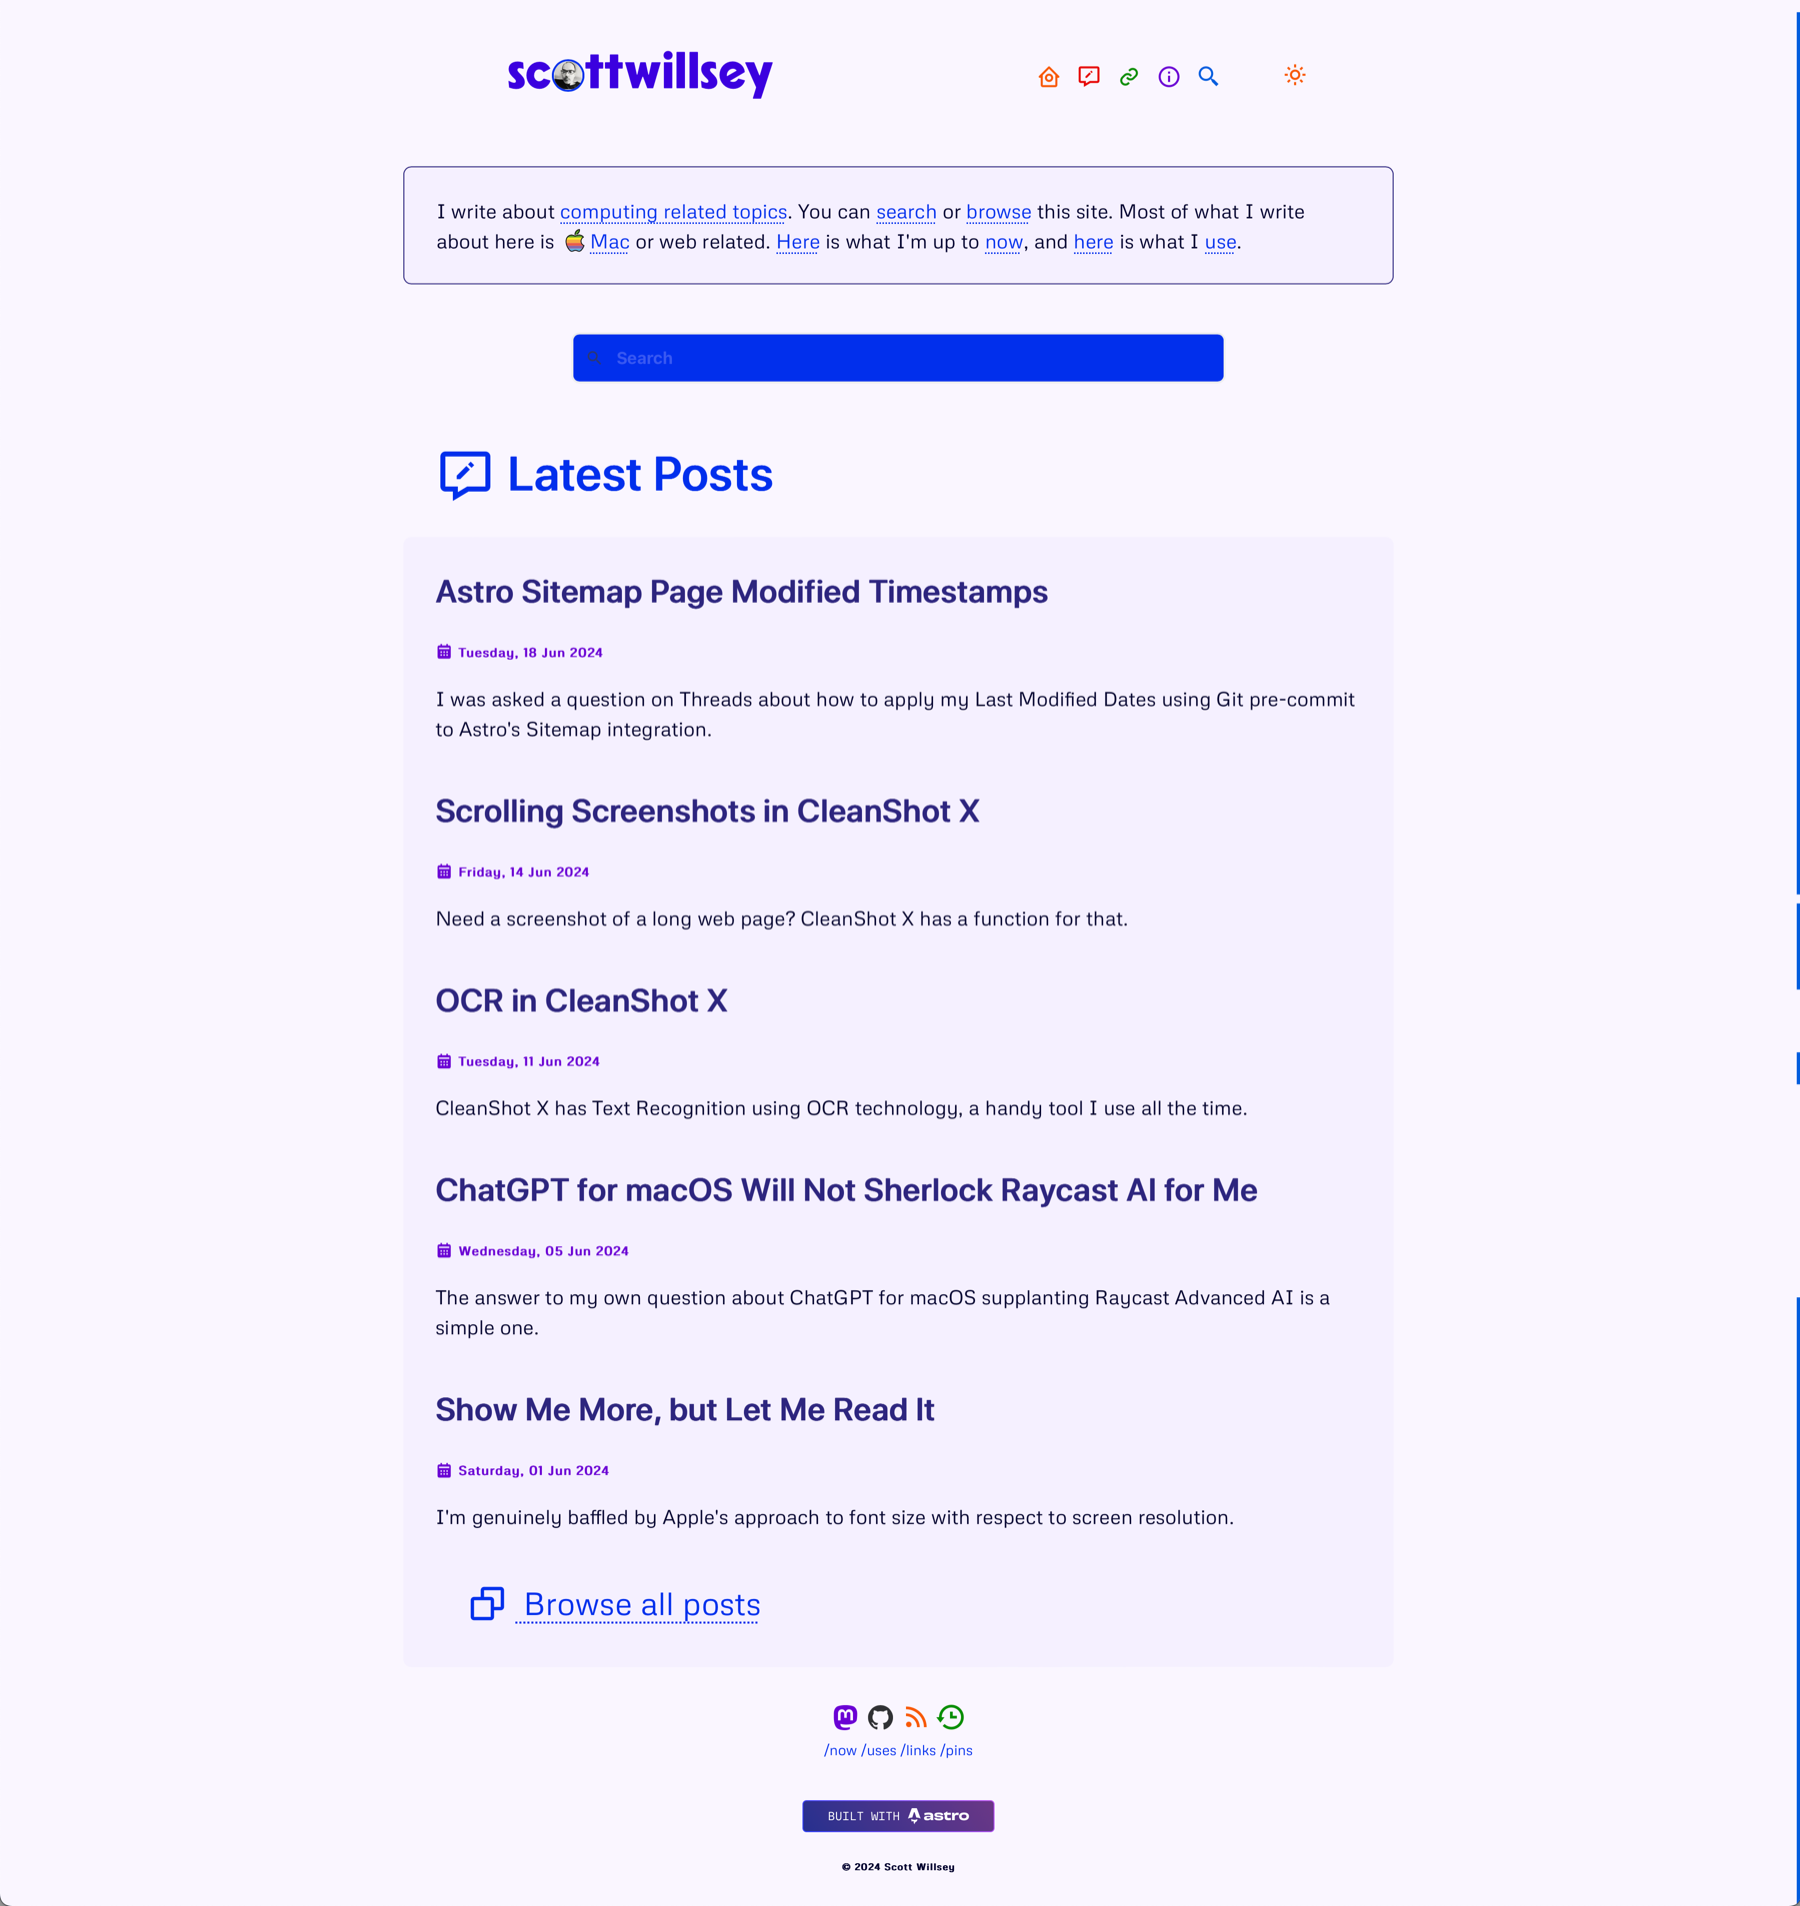 scottwillsey
I write about computing related topics. You can search or browse this site. Most of what I write
about here is Mac or web related. Here is what I'm up to now, and here is what I use.
Search
Latest Posts
Astro Sitemap Page Modified Timestamps
Tuesday, 18 Jun 2024
I was asked a question on Threads about how to apply my Last Modified Dates using Git pre-commit
to Astro's Sitemap integration.
Scrolling Screenshots in CleanShot X
Friday, 14 Jun 2024
Need a screenshot of a long web page? CleanShot X has a function for that.
OCR in CleanShot X
Tuesday, 11 Jun 2024
CleanShot X has Text Recognition using OCR technology, a handy tool I use all the time.
ChatGPT for macOS Will Not Sherlock Raycast AI for Me
Wednesday, 05 Jun 2024
The answer to my own question about ChatGPT for macOS supplanting Raycast Advanced AI is a
simple one.
Show Me More, but Let Me Read It
Saturday, 01 Jun 2024
I'm genuinely baffled by Apple's approach to font size with respect to screen resolution.
Browse all posts
/now /uses /links /pins
BUILT WITH astro
© 2024 Scott Willsey